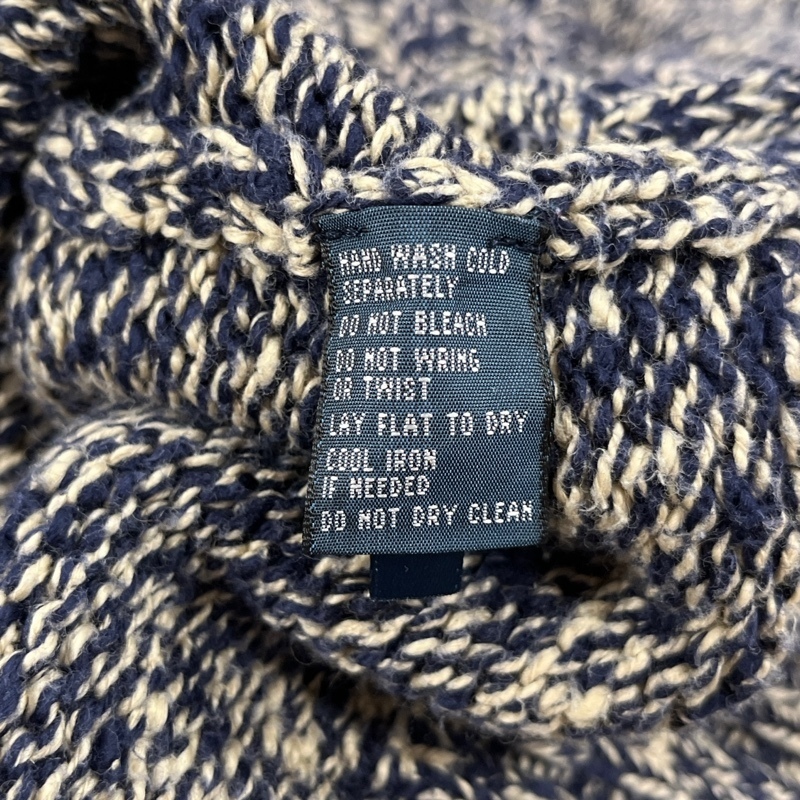 HAND WASH COLD
SEPARATELY
DO NOT BLEACH
DO NOT WRING
OR TWIST
LAY FLAT TO DRY
COOL IRON
IF NEEDED
DO NOT DRY CLEAN